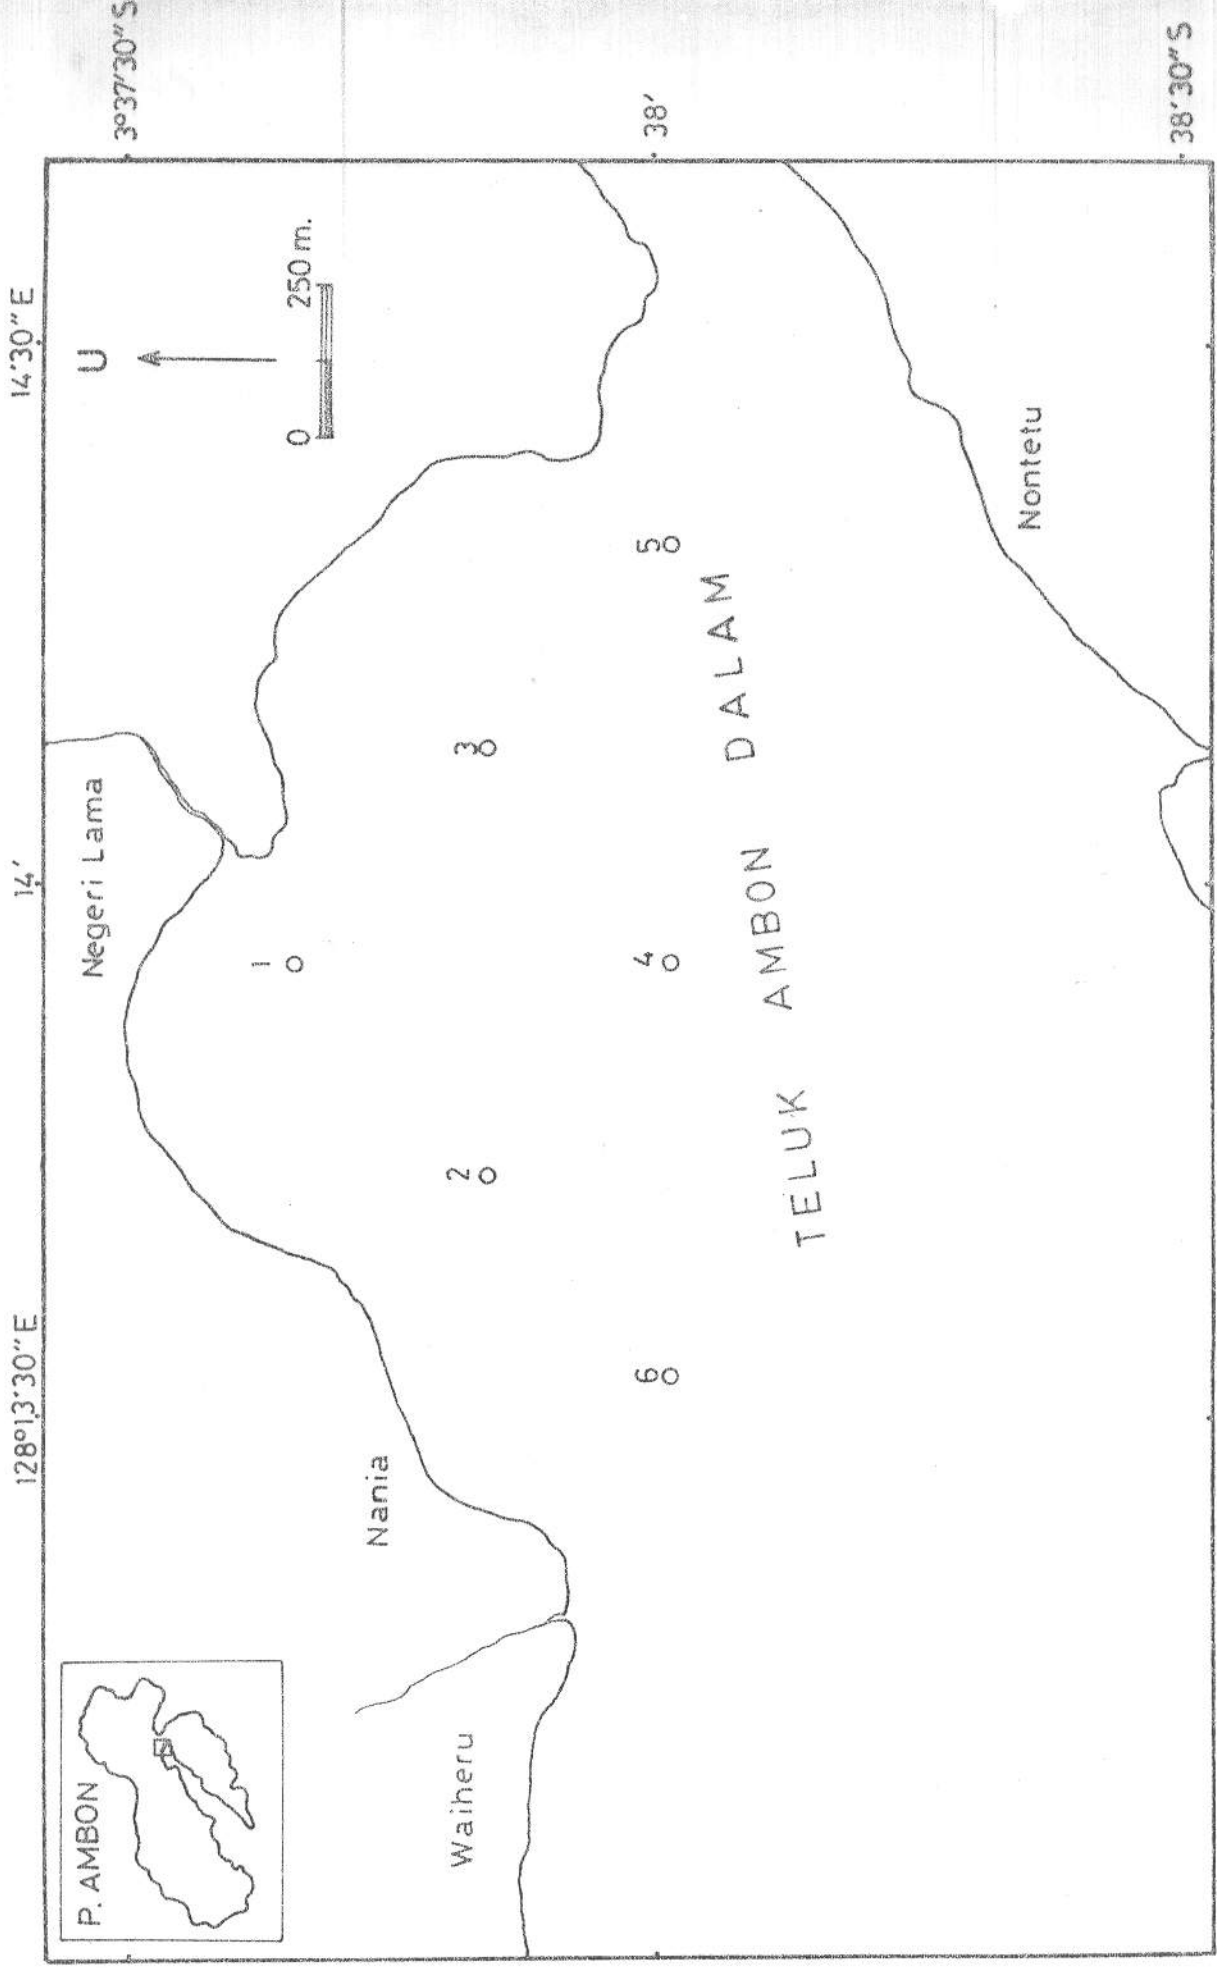 128°13'30"E
14'
14'30"E
P. AMBON
Negeri Lama
U
3°37'30"S
0 250 m.
1
Nania
Waiheru
2
3
6
4
5
38'
TELUK AMBON DALAM
Nontetu
38'30"S